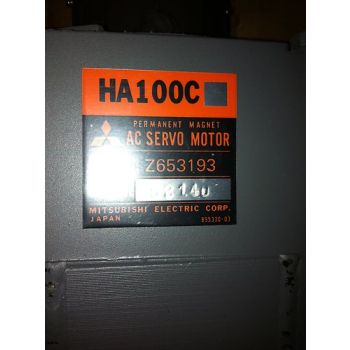 HA100C
PERMANENT MAGNET
AC SERVO MOTOR
Z653193
MITSUBISHI ELECTRIC CORP.
JAPAN